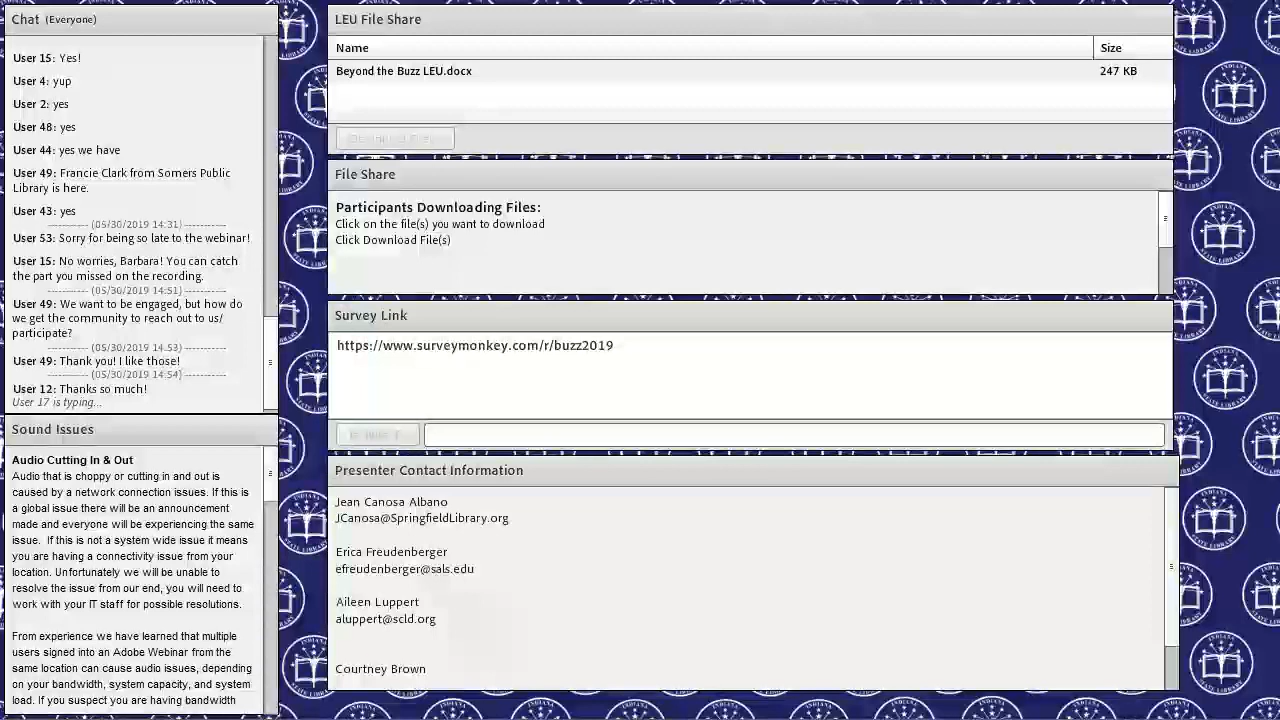 Chat (Everyone)
User 15: Yes!
User 4: yup
User 2: yes
User 48: yes
User 44: yes we have
User 49: Francie Clark from Somers Public
Library is here.
User 43: yes
------------ (05/30/2019 14:31) ------------
User 53: Sorry for being so late to the webinar!
User 15: No worries, Barbara! You can catch
the part you missed on the recording.
------------ (05/30/2019 14:51) ------------
User 49: We want to be engaged, but how do
we get the community to reach out to us/
participate?
------------ (05/30/2019 14:53) ------------
User 49: Thank you! I like those!
------------ (05/30/2019 14:54) ------------
User 12: Thanks so much!
User 17 is typing...
Sound Issues
Audio Cutting In & Out
Audio that is choppy or cutting in and out is
caused by a network connection issues. If this is
a global issue there will be an announcement
made and everyone will be experiencing the same
issue. If this is not a system wide issue it means
you are having a connectivity issue from your
location. Unfortunately we will be unable to
resolve the issue from our end, you will need to
work with your IT staff for possible resolutions.
From experience we have learned that multiple
users signed into an Adobe Webinar from the
same location can cause audio issues, depending
on your bandwidth, system capacity, and system
load. If you suspect you are having bandwidth
LEU File Share
Name Size
Beyond the Buzz LEU.docx 247 KB
File Share
Participants Downloading Files:
Click on the file(s) you want to download
Click Download File(s)
Survey Link
https://www.surveymonkey.com/r/buzz2019
Presenter Contact Information
Jean Canosa Albano
JCanosa@SpringfieldLibrary.org
Erica Freudenberger
efreudenberger@sals.edu
Aileen Luppert
aluppert@scld.org
Courtney Brown
INDIANA
STATE LIBRARY